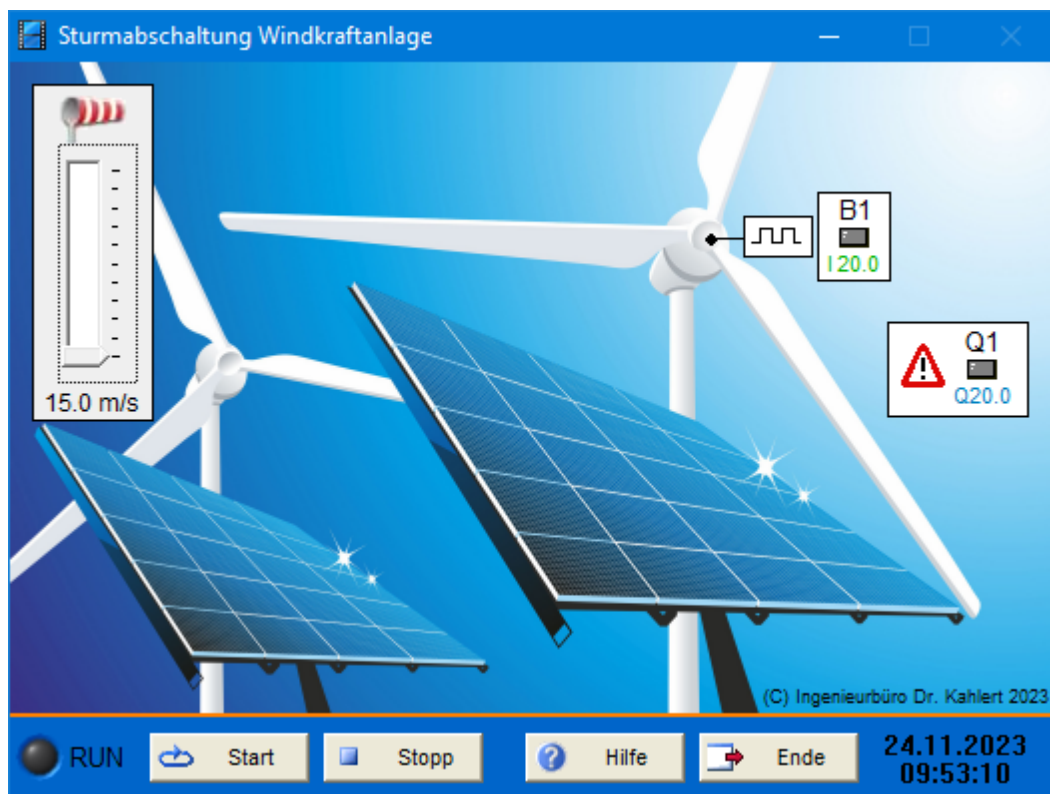 Sturmabschaltung Windkraftanlage
15.0 m/s
B1
I 20.0
Q1
Q20.0
(C) Ingenieurbüro Dr. Kahlert 2023
RUN
Start
Stopp
Hilfe
Ende
24.11.2023
09:53:10